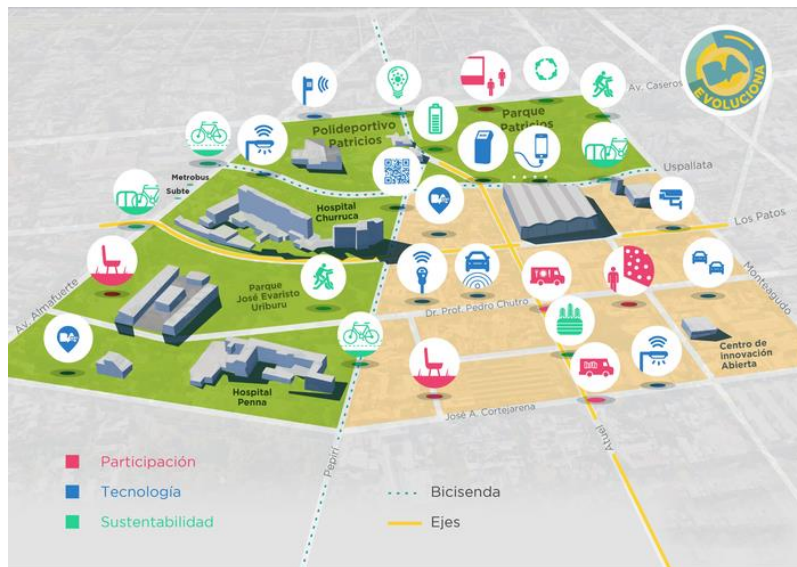 BA
EVOLUCIONA
Av. Caseros
Polideportivo
Patricios
Parque
Patricios
Uspallata
Metrobus
Subte
Hospital
Churruca
Los Patos
Av. Almafuerte
Parque
José Evaristo
Uriburu
Dr. Prof. Pedro Chutro
Monteagudo
Centro de
innovación
Abierta
Hospital
Penna
José A. Cortejarena
Pepirí
Atuel
Participación
Tecnología
Sustentabilidad
Bicisenda
Ejes